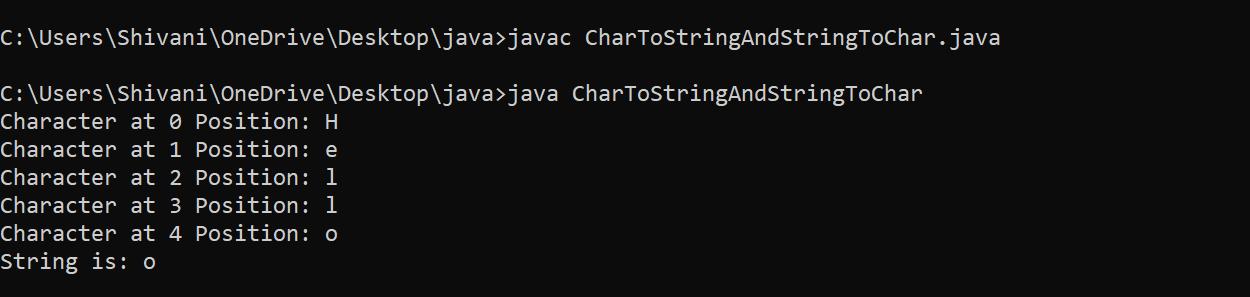 C:\Users\Shivani\OneDrive\Desktop\java>javac CharToStringAndStringToChar.java
C:\Users\Shivani\OneDrive\Desktop\java>java CharToStringAndStringToChar
Character at 0 Position: H
Character at 1 Position: e
Character at 2 Position: l
Character at 3 Position: l
Character at 4 Position: o
String is: o